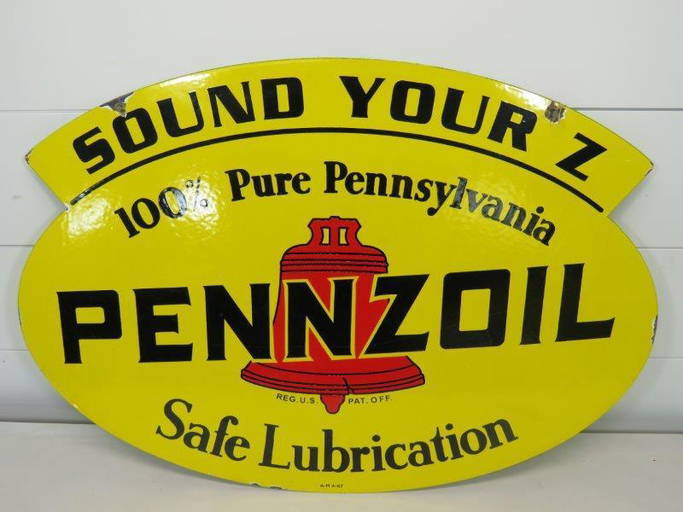 SOUND YOUR Z
100% Pure Pennsylvania
PENNZOIL
REG. U.S. PAT. OFF.
Safe Lubrication